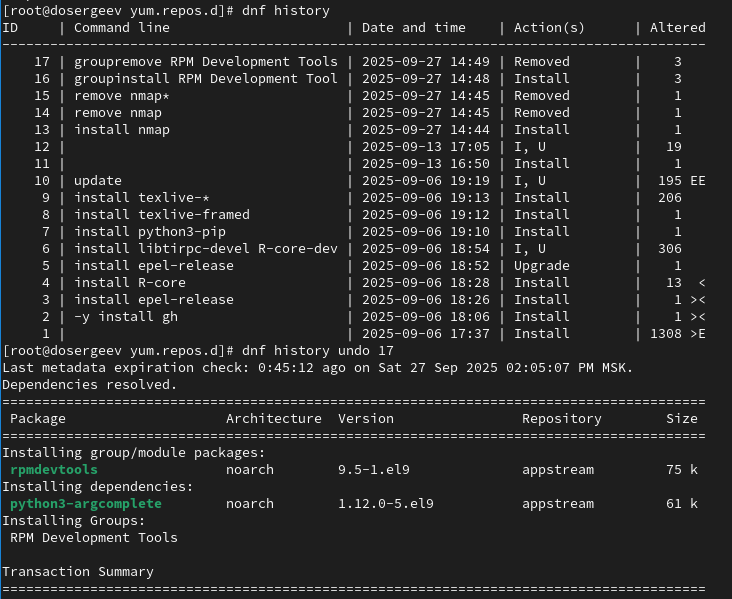 [root@dosergeev yum.repos.d]# dnf history
ID     | Command line                      | Date and time    | Action(s)      | Altered
----------------------------------------------------------------------------------------
    17 | groupremove RPM Development Tools | 2025-09-27 14:49 | Removed        |    3
    16 | groupinstall RPM Development Tool | 2025-09-27 14:48 | Install        |    3
    15 | remove nmap*                      | 2025-09-27 14:45 | Removed        |    1
    14 | remove nmap                       | 2025-09-27 14:45 | Removed        |    1
    13 | install nmap                      | 2025-09-27 14:44 | Install        |    1
    12 |                                   | 2025-09-13 17:05 | I, U           |   19
    11 |                                   | 2025-09-13 16:50 | Install        |    1
    10 | update                            | 2025-09-06 19:19 | I, U           |  195 EE
     9 | install texlive-*                 | 2025-09-06 19:13 | Install        |  206
     8 | install texlive-framed            | 2025-09-06 19:12 | Install        |    1
     7 | install python3-pip               | 2025-09-06 19:10 | Install        |    1
     6 | install libtirpc-devel R-core-dev | 2025-09-06 18:54 | I, U           |  306
     5 | install epel-release              | 2025-09-06 18:52 | Upgrade        |    1
     4 | install R-core                    | 2025-09-06 18:28 | Install        |   13  <
     3 | install epel-release              | 2025-09-06 18:26 | Install        |    1 ><
     2 | -y install gh                     | 2025-09-06 18:06 | Install        |    1 ><
     1 |                                   | 2025-09-06 17:37 | Install        | 1308 >E
[root@dosergeev yum.repos.d]# dnf history undo 17
Last metadata expiration check: 0:45:12 ago on Sat 27 Sep 2025 02:05:07 PM MSK.
Dependencies resolved.
========================================================================================
 Package                    Architecture  Version                Repository        Size
========================================================================================
Installing group/module packages:
 rpmdevtools                noarch        9.5-1.el9              appstream         75 k
Installing dependencies:
 python3-argcomplete        noarch        1.12.0-5.el9           appstream         61 k
Installing Groups:
 RPM Development Tools

Transaction Summary
========================================================================================